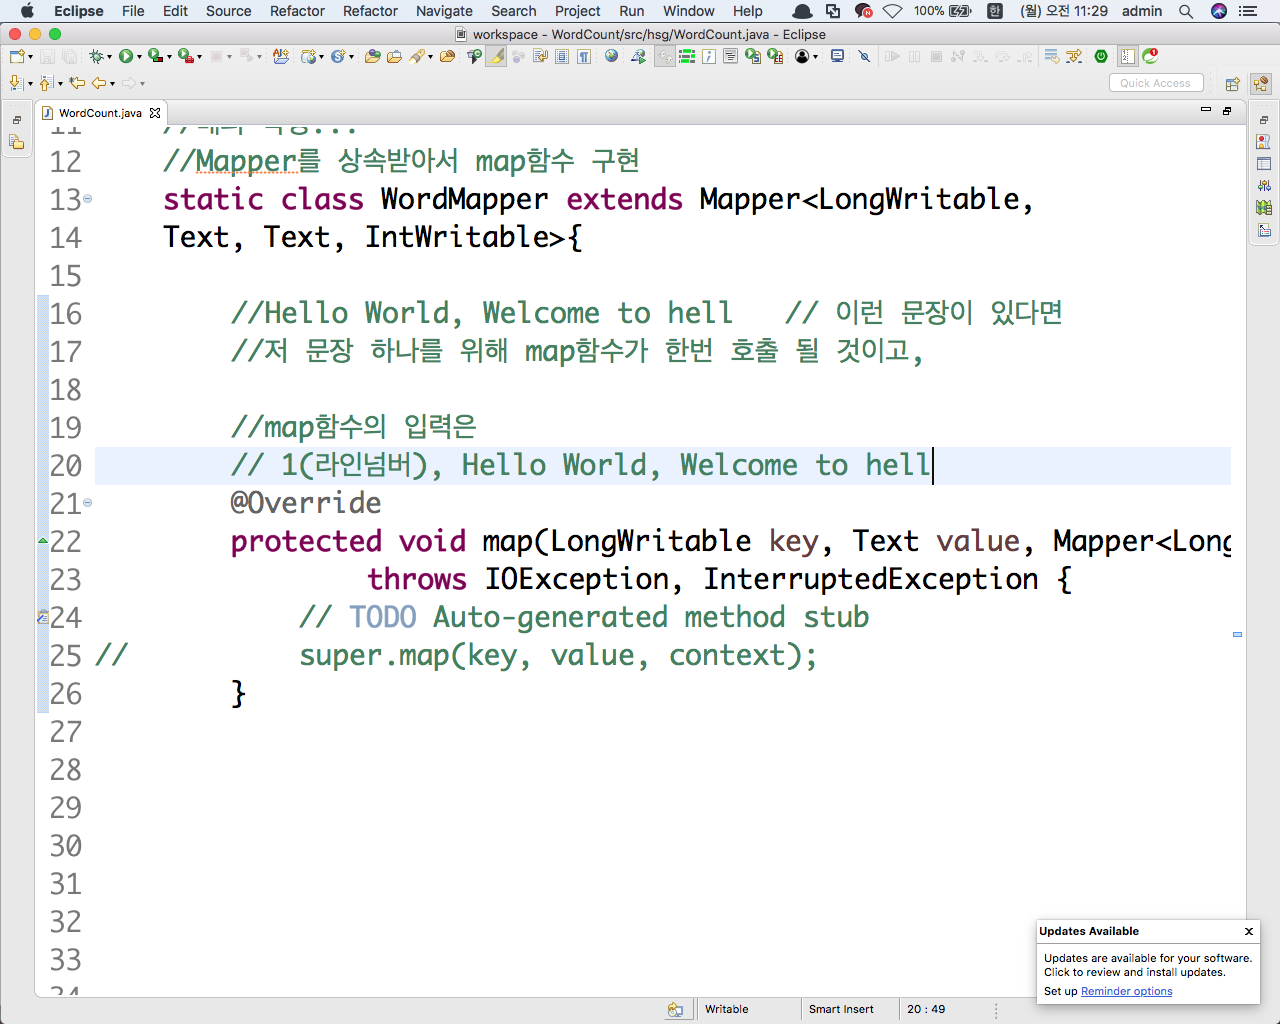 Eclipse File Edit Source Refactor Refactor Navigate Search Project Run Window Help 100% 한 (월) 오전 11:29 admin
workspace - WordCount/src/hsg/WordCount.java - Eclipse
Quick Access
WordCount.java
11
12 //Mapper를 상속받아서 map함수 구현
13 static class WordMapper extends Mapper<LongWritable,
14 Text, Text, IntWritable>{
15
16 //Hello World, Welcome to hell // 이런 문장이 있다면
17 //저 문장 하나를 위해 map함수가 한번 호출 될 것이고,
18
19 //map함수의 입력은
20 // 1(라인넘버), Hello World, Welcome to hell
21 @Override
22 protected void map(LongWritable key, Text value, Mapper<Long
23 throws IOException, InterruptedException {
24 // TODO Auto-generated method stub
25 // super.map(key, value, context);
26 }
27
28
29
30
31
32
33
34
Updates Available x
Updates are available for your software.
Click to review and install updates.
Set up Reminder options
Writable Smart Insert 20 : 49